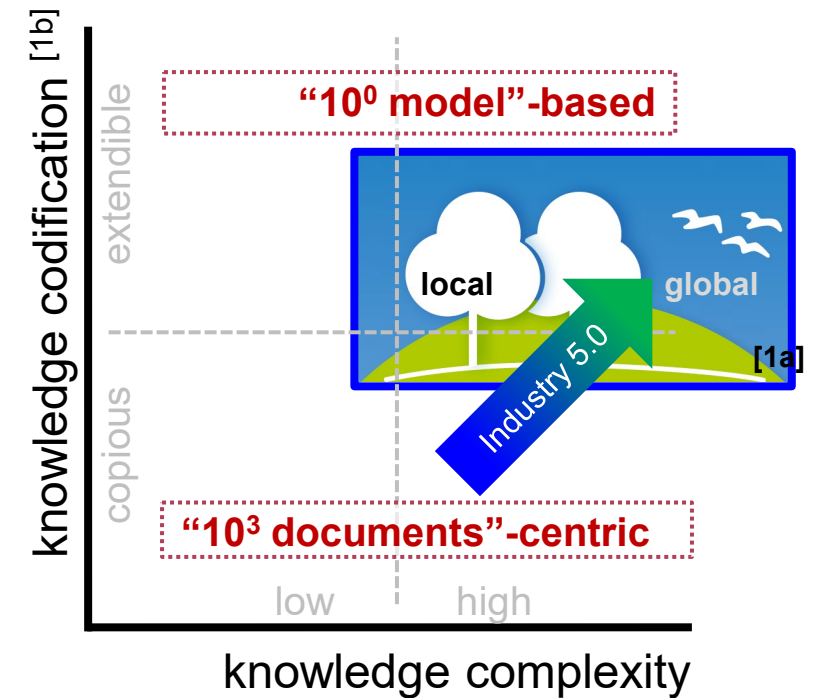 knowledge codification [1b]
extendible
copious
“10⁰ model”-based
local
global
[1a]
Industry 5.0
“10³ documents”-centric
low
high
knowledge complexity